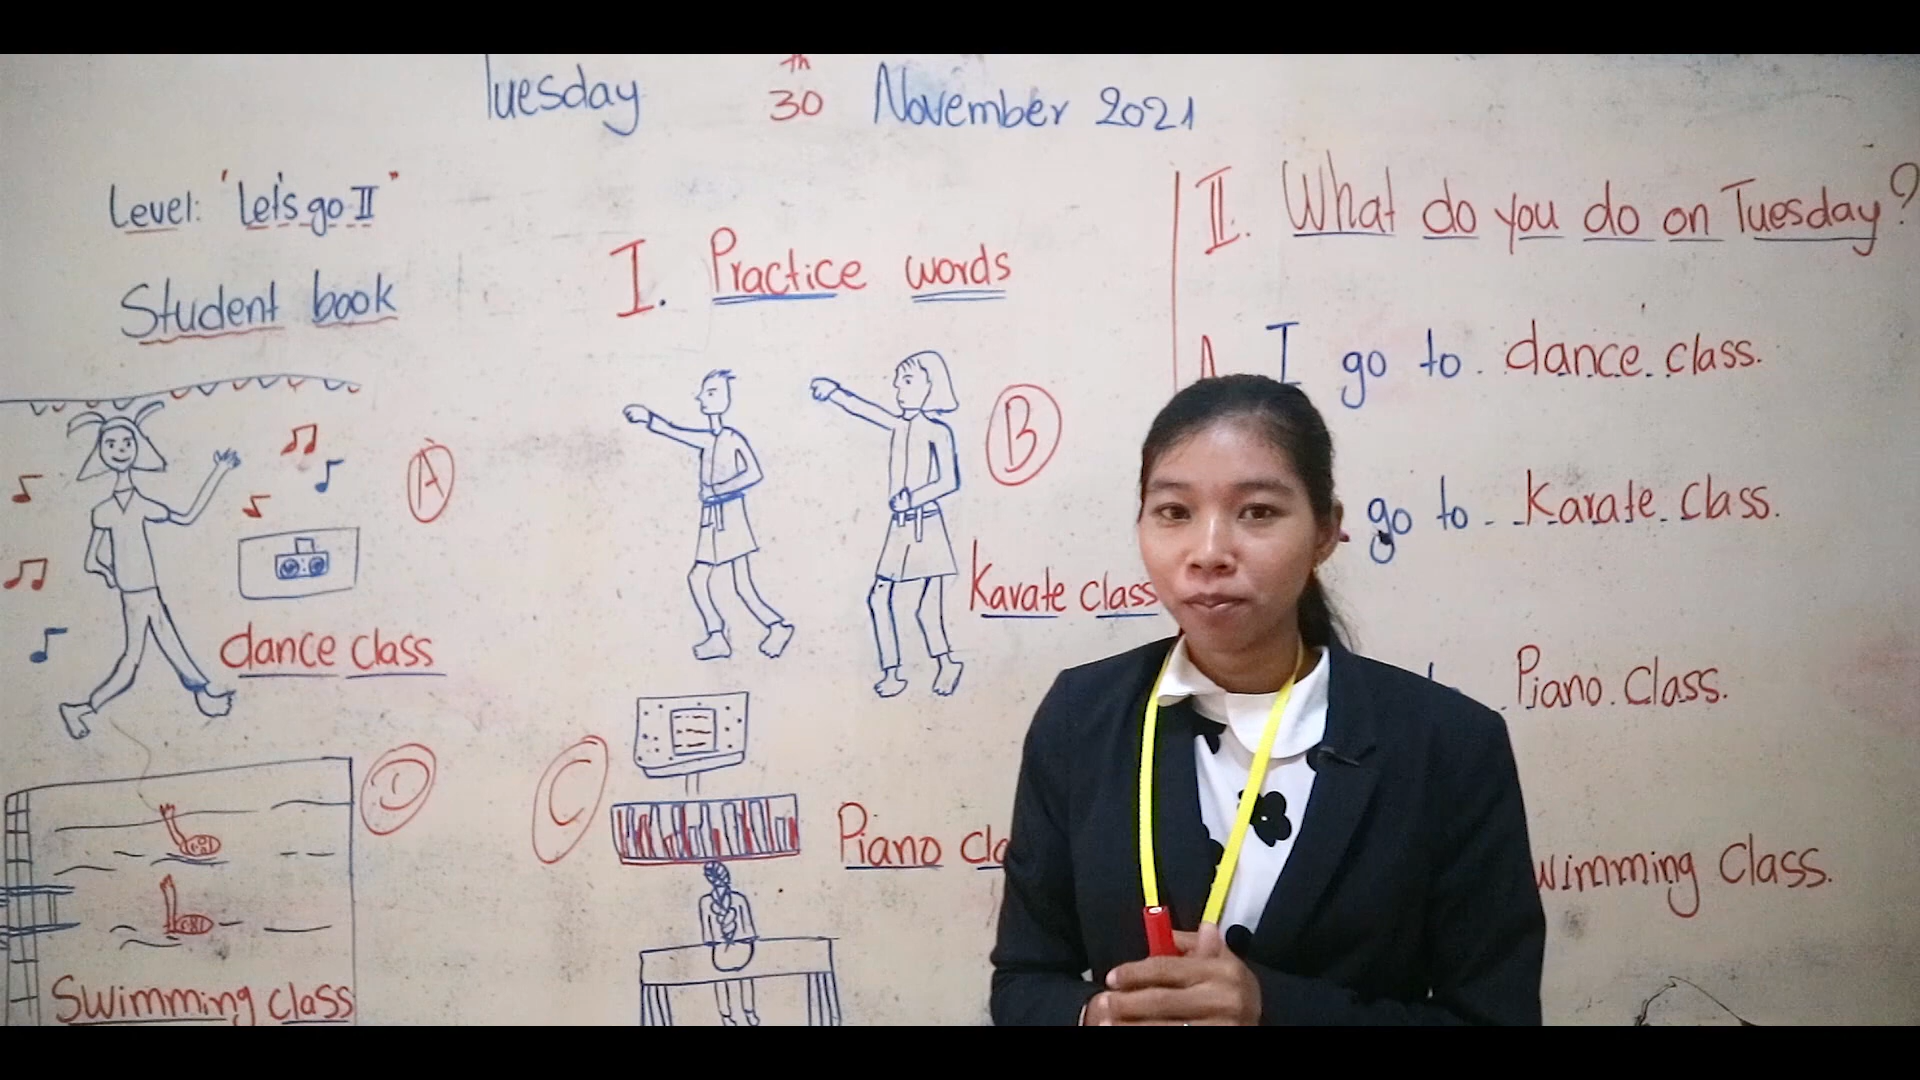 Tuesday 30th November 2021
Level: "Let's go II"
Student book
I. Practice words
A
dance class
B
Karate class
C
Piano
D
Swimming class
II. What do you do on Tuesday?
I go to dance class.
go to Karate class.
Piano Class.
Class.